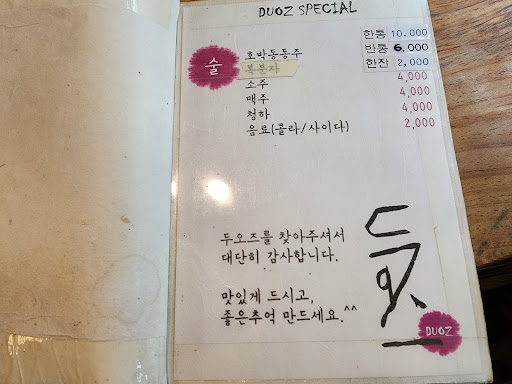 DUOZ SPECIAL
술
호박동동주
한통 10,000
반통 6,000
한잔 2,000
복분자
소주 4,000
맥주 4,000
청하 4,000
음료(콜라/사이다) 2,000
두오즈를 찾아주셔서
대단히 감사합니다.
맛있게 드시고,
좋은추억 만드세요.^^
DUOZ